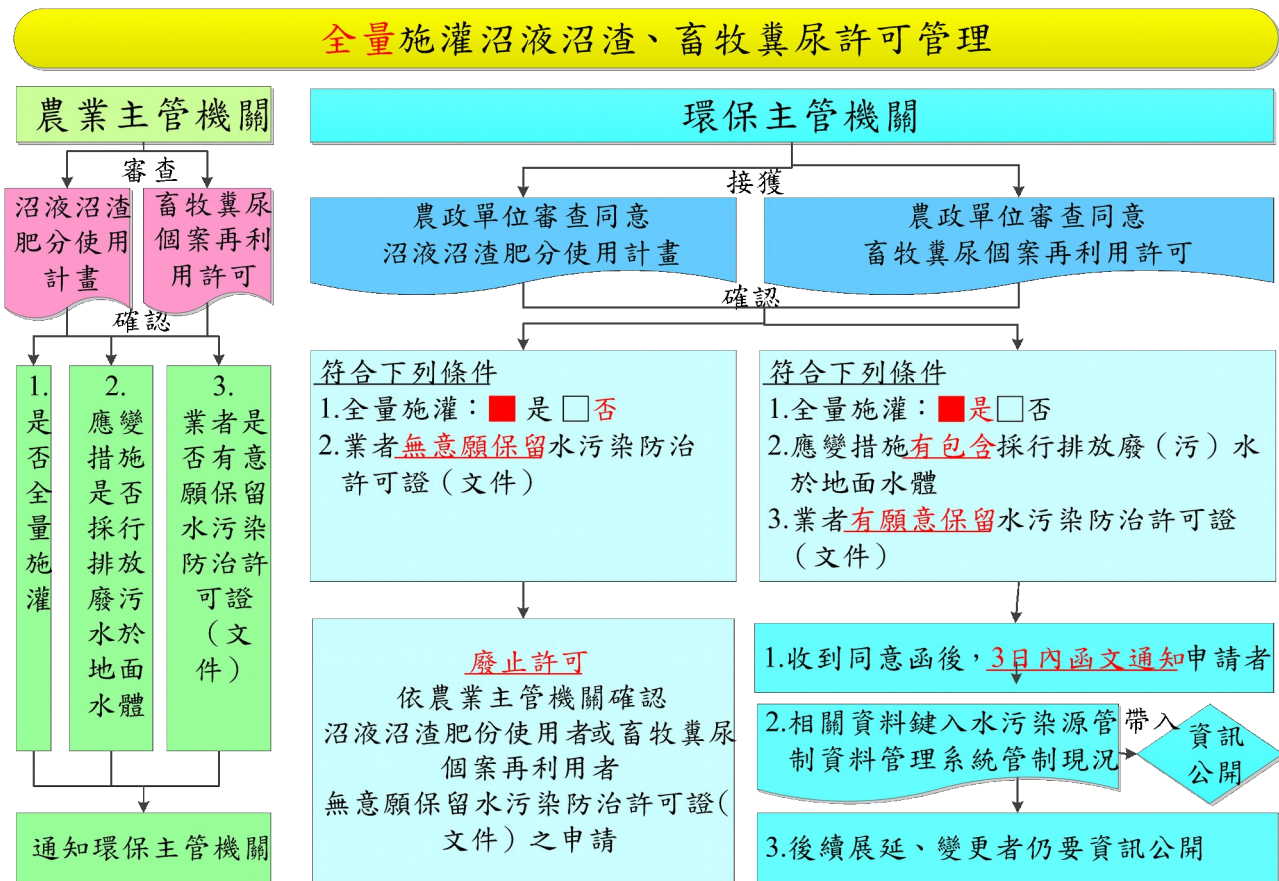 全量施灌沼液沼渣、畜牧糞尿許可管理
農業主管機關
審查
沼液沼渣
肥分使用
計畫
畜牧糞尿
個案再利
用許可
確認
1.
是
否
全
量
施
灌
2.
應變
措施
是否
採行
排放
廢污
水於
地面
水體
3.
業者是
否有意
願保留
水污染
防治許
可證
（文
件）
通知環保主管機關
環保主管機關
接獲
農政單位審查同意
沼液沼渣肥分使用計畫
農政單位審查同意
畜牧糞尿個案再利用許可
確認
符合下列條件
1.全量施灌：■ 是□否
2.業者無意願保留水污染防治
許可證（文件）
廢止許可
依農業主管機關確認
沼液沼渣肥份使用者或畜牧糞尿
個案再利用者
無意願保留水污染防治許可證(
文件）之申請
符合下列條件
1.全量施灌：■是□否
2.應變措施有包含採行排放廢（污）水
於地面水體
3.業者有願意保留水污染防治許可證
（文件）
1.收到同意函後，3日內函文通知申請者
2.相關資料鍵入水污染源管
制資料管理系統管制現況
帶入
資訊
公開
3.後續展延、變更者仍要資訊公開